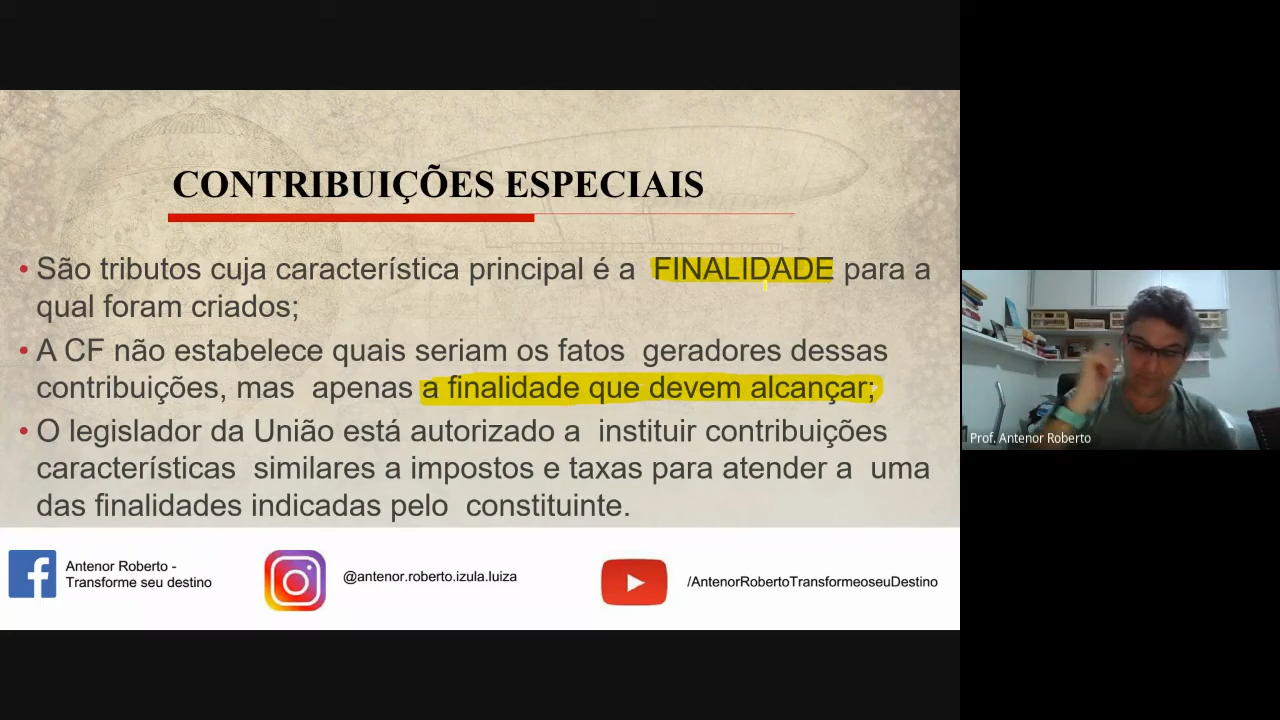 CONTRIBUIÇÕES ESPECIAIS
• São tributos cuja característica principal é a FINALIDADE para a
qual foram criados;
• A CF não estabelece quais seriam os fatos geradores dessas
contribuições, mas apenas a finalidade que devem alcançar;
• O legislador da União está autorizado a instituir contribuições
características similares a impostos e taxas para atender a uma
das finalidades indicadas pelo constituinte.
Antenor Roberto -
Transforme seu destino
@antenor.roberto.izula.luiza
/AntenorRobertoTransformeoseuDestino
Prof. Antenor Roberto